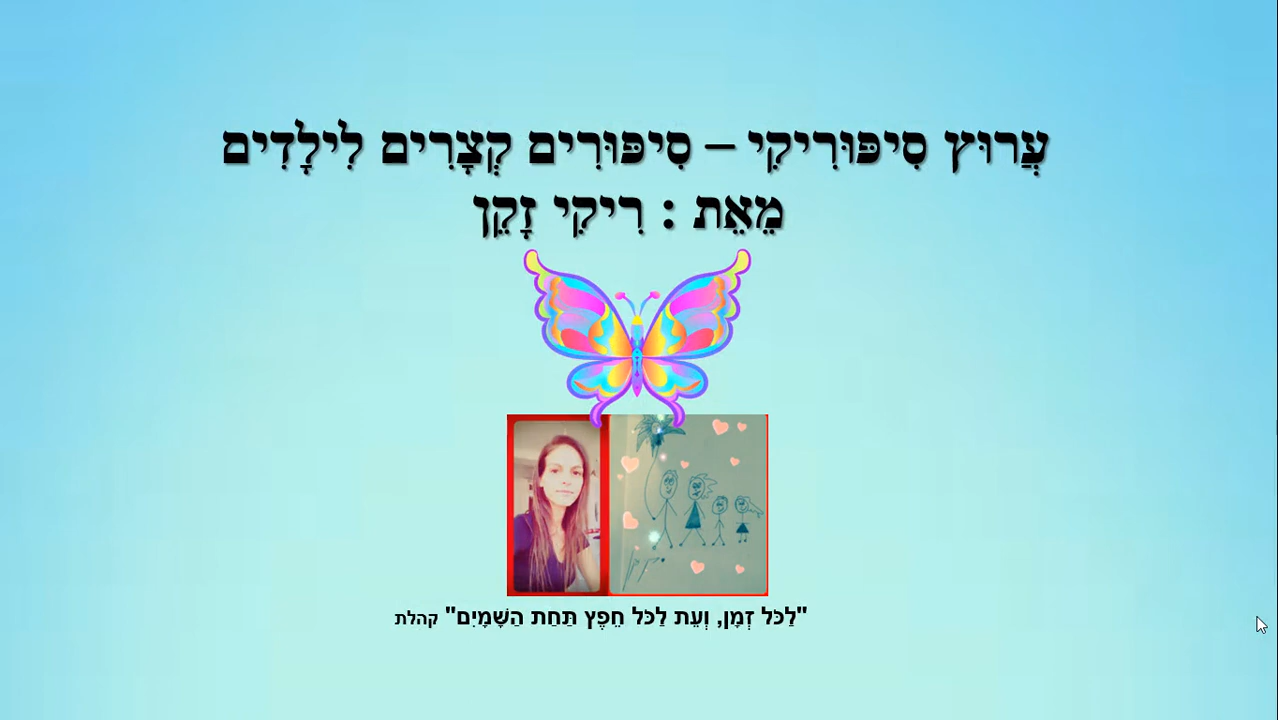 עֲרוּץ סִיפּוּרִיקִי – סִיפּוּרִים קְצָרִים לִילָדִים
מֵאֵת : רִיקִי זָקֵן
"לַכֹּל זְמָן, וְעֵת לַכֹּל חֵפֶץ תַּחַת הַשָּׁמָיִם" קהלת